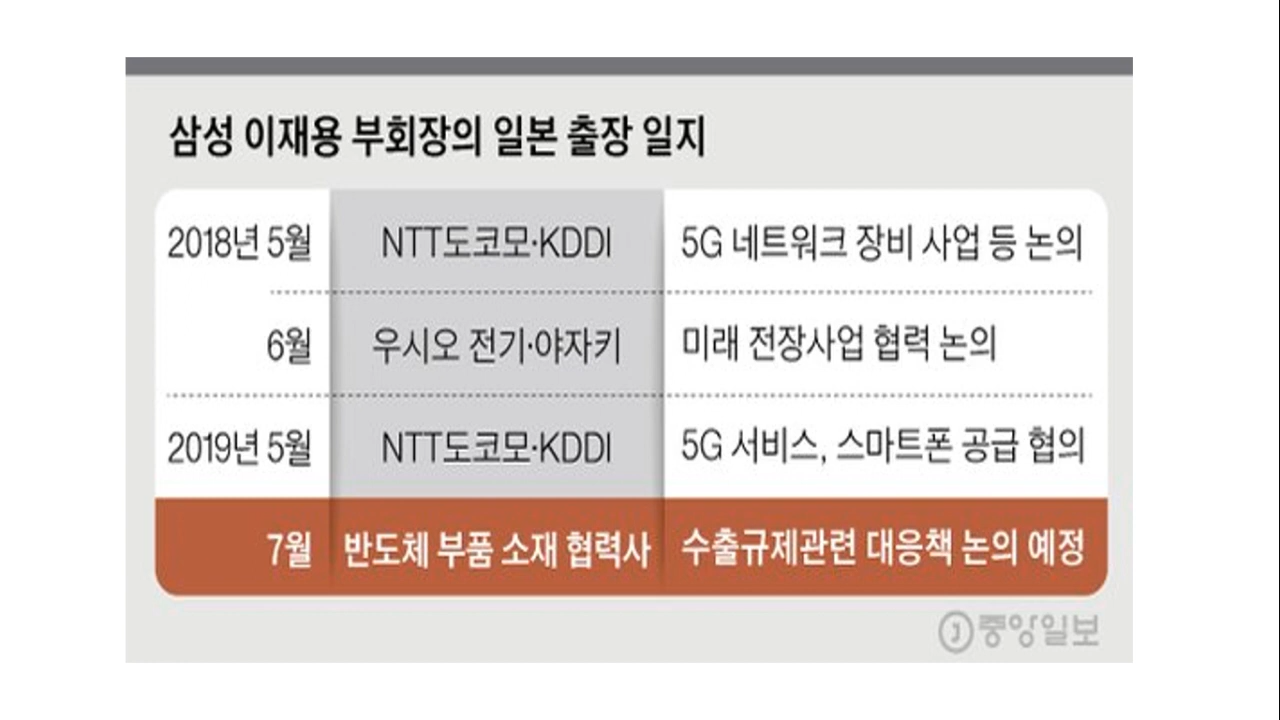 삼성 이재용 부회장의 일본 출장 일지
2018년 5월 NTT도코모·KDDI 5G 네트워크 장비 사업 등 논의
6월 우시오 전기·야자키 미래 전장사업 협력 논의
2019년 5월 NTT도코모·KDDI 5G 서비스, 스마트폰 공급 협의
7월 반도체 부품 소재 협력사 수출규제관련 대응책 논의 예정
중앙일보